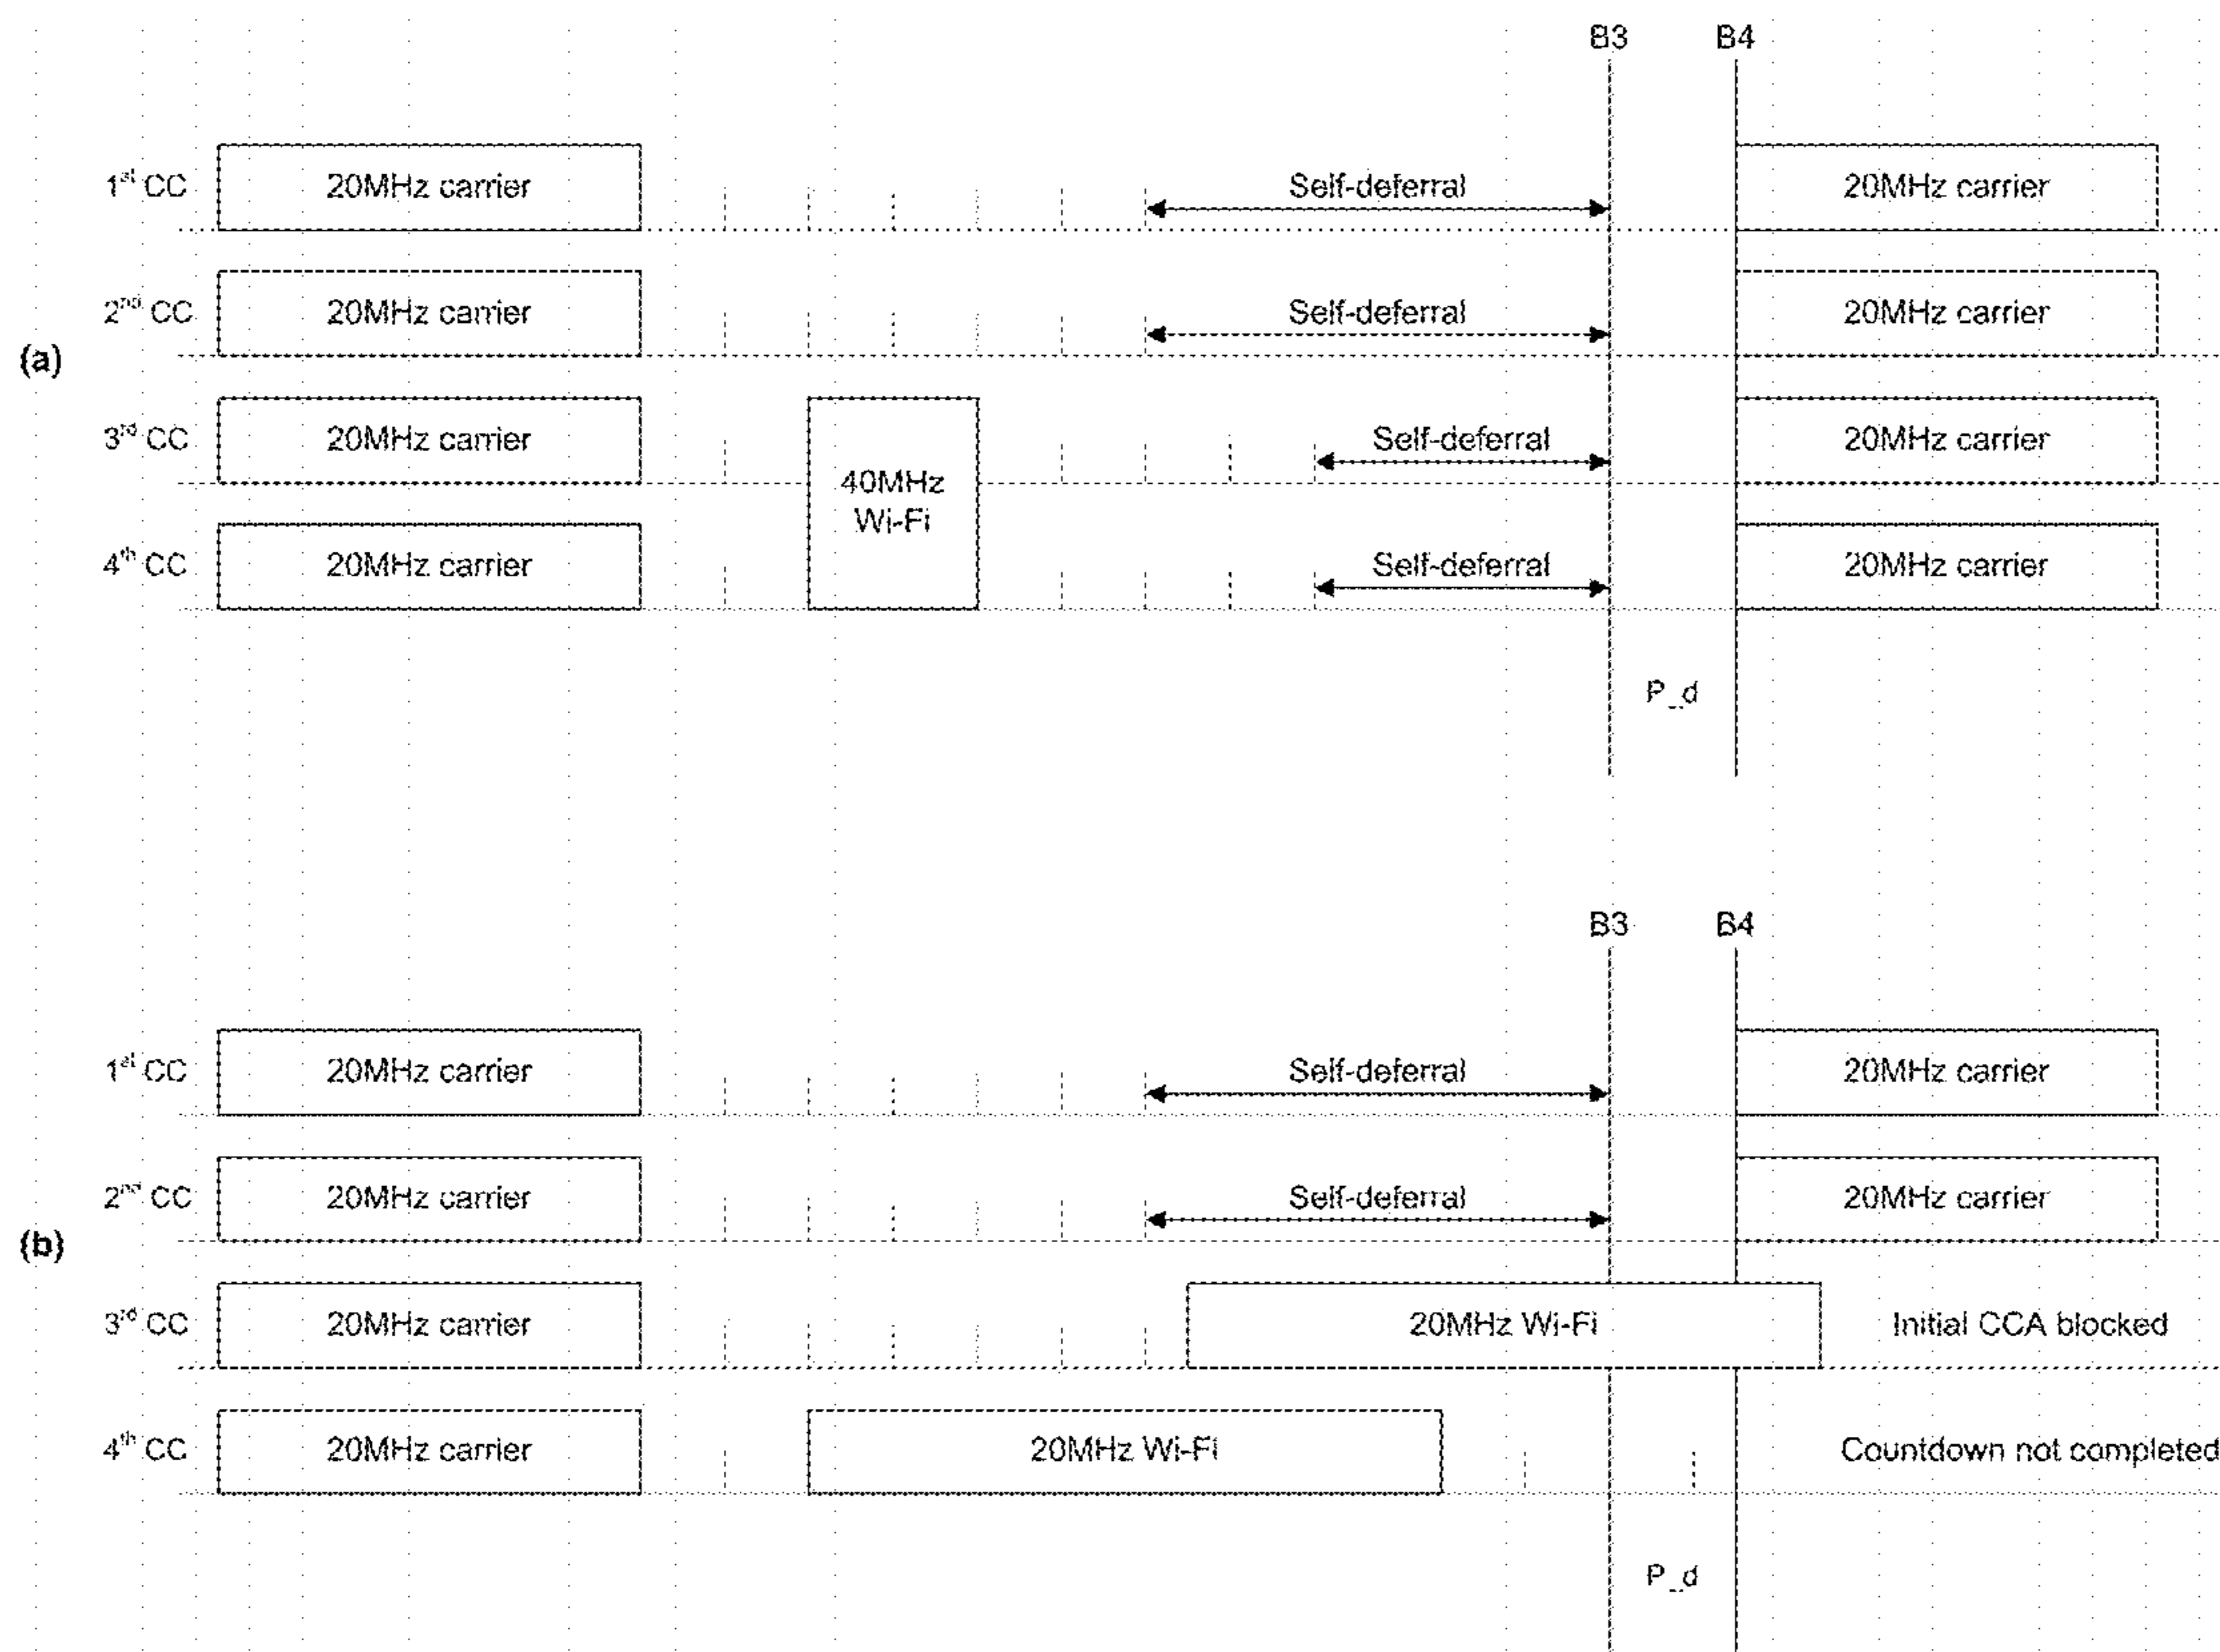 B3 B4
1st CC 20MHz carrier Self-deferral 20MHz carrier
2nd CC 20MHz carrier Self-deferral 20MHz carrier
(a)
3rd CC 20MHz carrier Self-deferral 20MHz carrier
40MHz
Wi-Fi
4th CC 20MHz carrier Self-deferral 20MHz carrier
P_d
B3 B4
1st CC 20MHz carrier Self-deferral 20MHz carrier
2nd CC 20MHz carrier Self-deferral 20MHz carrier
(b)
3rd CC 20MHz carrier 20MHz Wi-Fi Initial CCA blocked
4th CC 20MHz carrier 20MHz Wi-Fi Countdown not completed
P_d